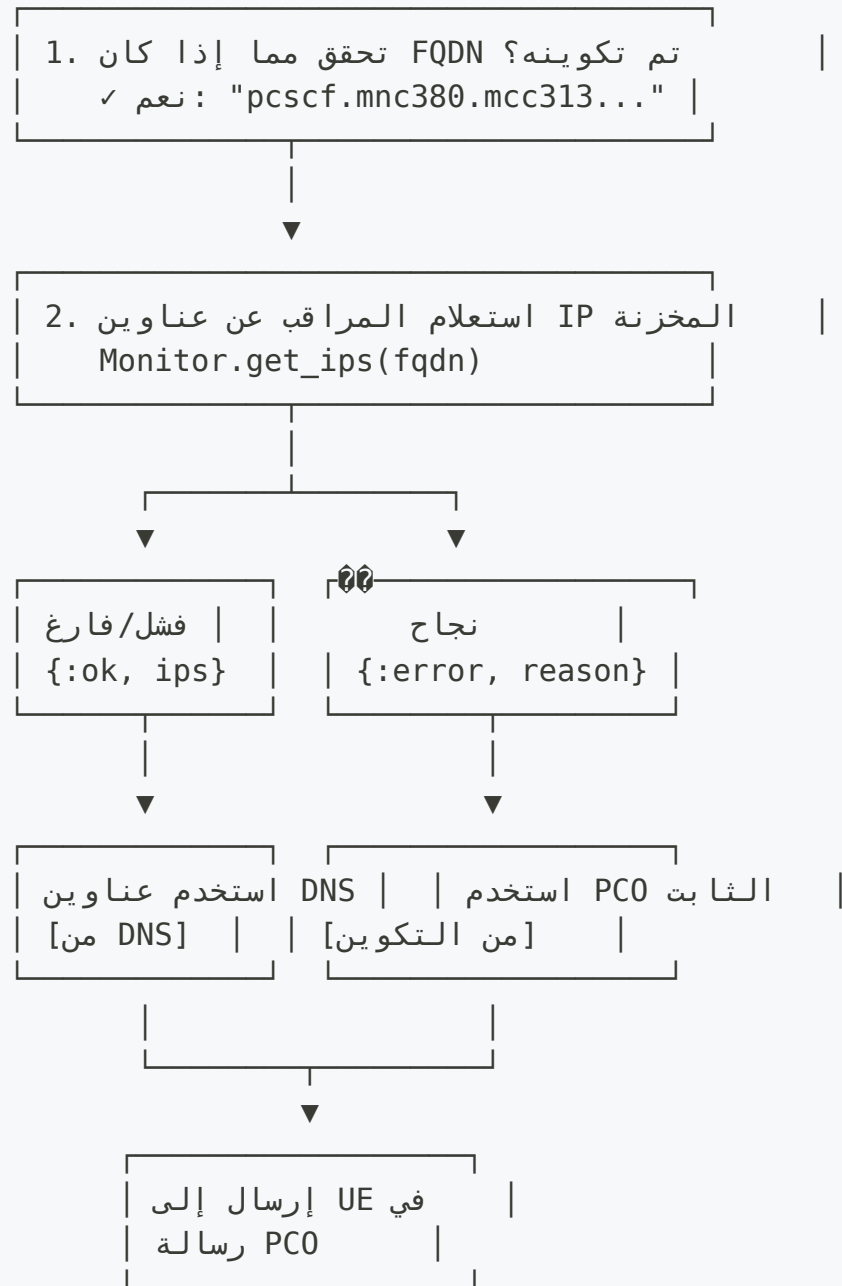 1. تحقق مما إذا كان FQDN تم تكوينه؟
✓ نعم: "pcscf.mnc380.mcc313..."
2. استعلام المراقب عن عناوين IP المخزنة
Monitor.get_ips(fqdn)
فشل/فارغ نجاح
{:ok, ips} {:error, reason}
استخدم عناوين DNS استخدم PCO الثابت
[من DNS] [من التكوين]
إرسال إلى UE في
رسالة PCO